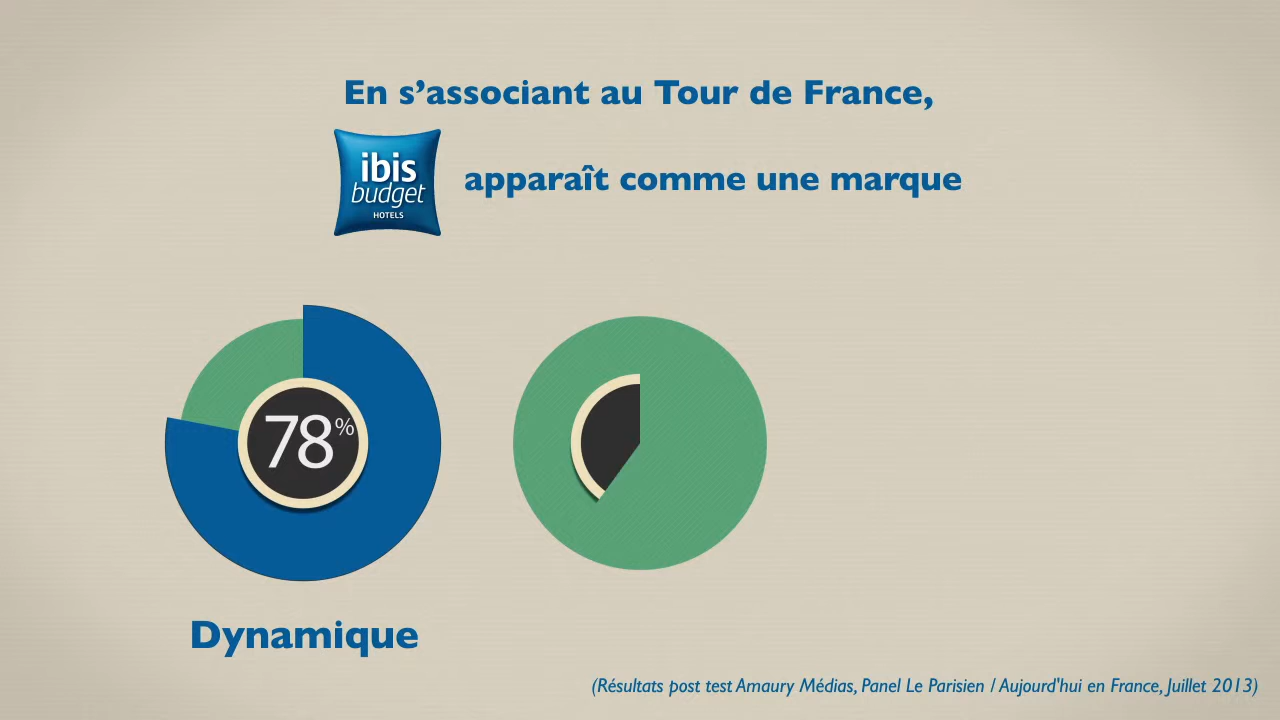 En s’associant au Tour de France,
ibis
budget
HOTELS
apparaît comme une marque
78%
Dynamique
(Résultats post test Amaury Médias, Panel Le Parisien / Aujourd'hui en France, Juillet 2013)